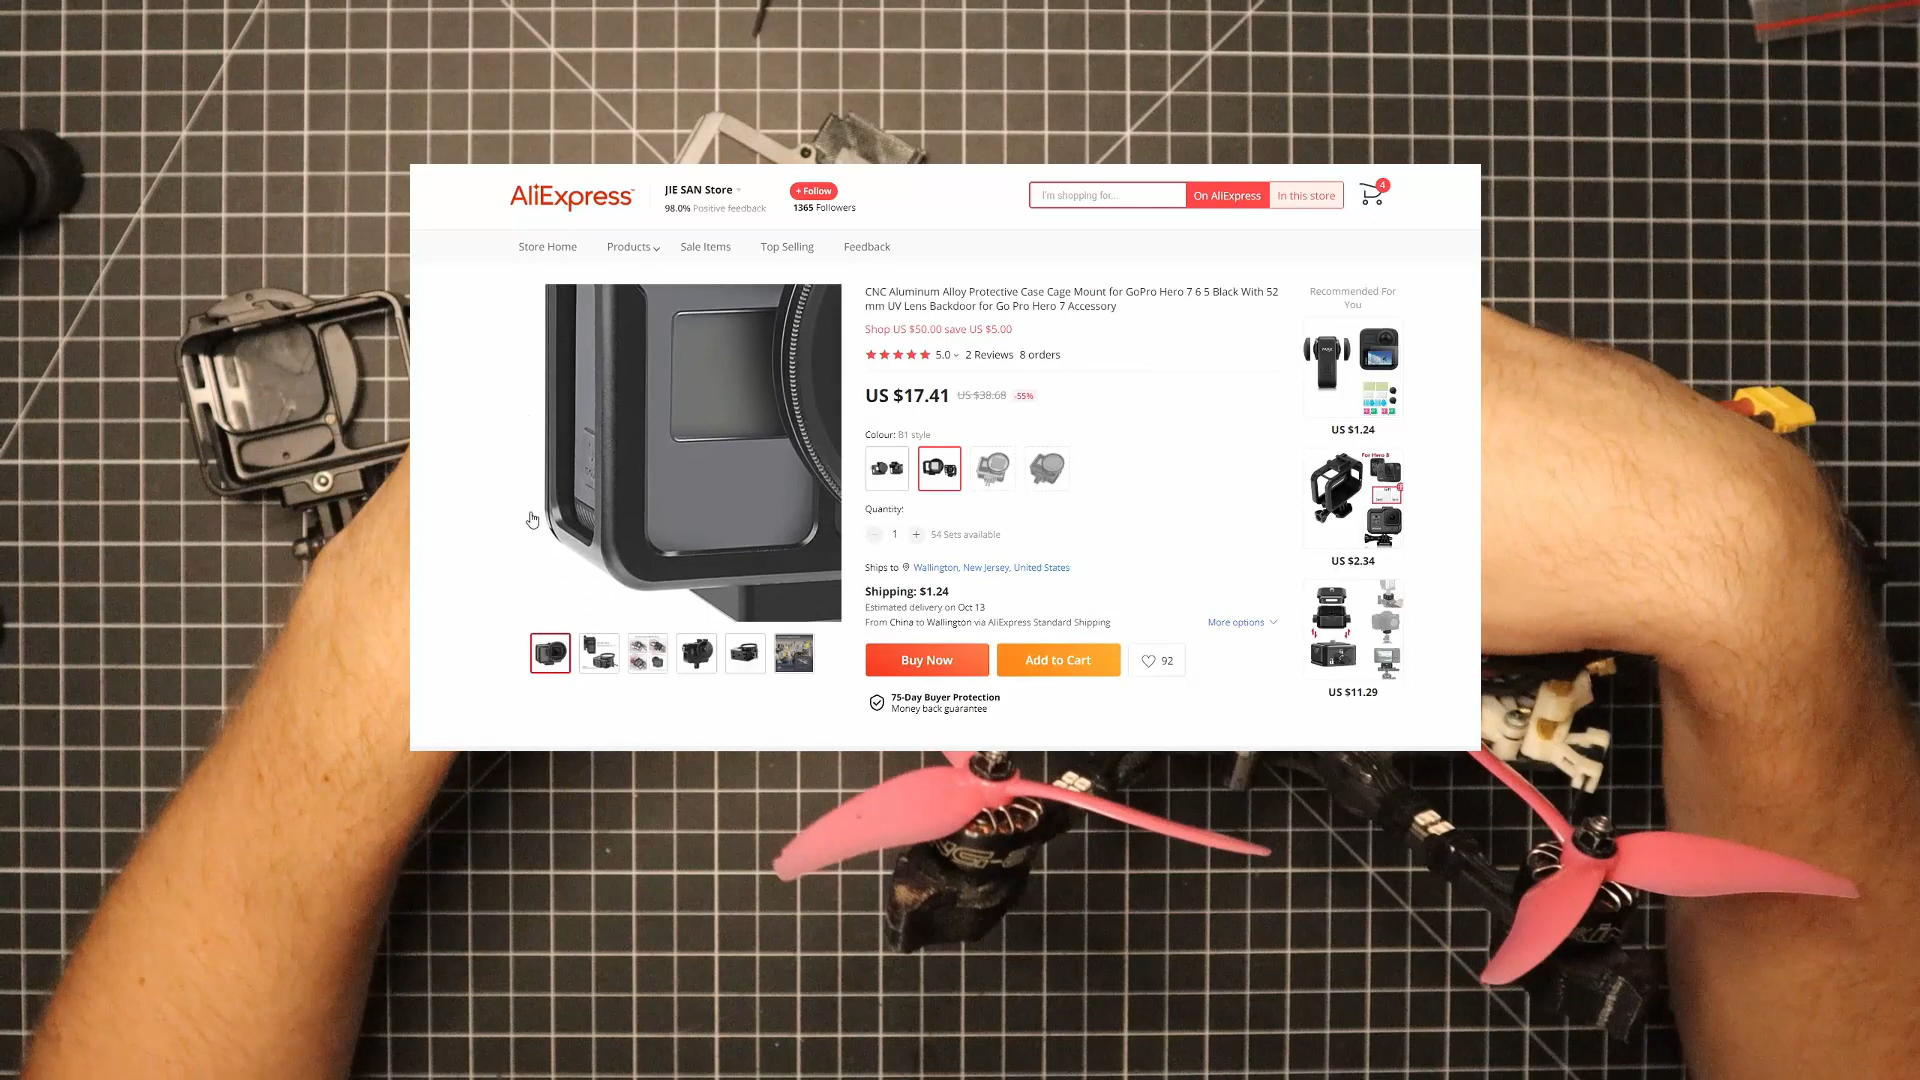 AliExpress
JIE SAN Store
98.0% Positive feedback
+ Follow
1365 Followers
I'm shopping for...
On AliExpress
In this store
4
Store Home
Products
Sale Items
Top Selling
Feedback
CNC Aluminum Alloy Protective Case Cage Mount for GoPro Hero 7 6 5 Black With 52
mm UV Lens Backdoor for Go Pro Hero 7 Accessory
Shop US $50.00 save US $5.00
5.0 2 Reviews 8 orders
US $17.41 US $38.68 -55%
Colour: B1 style
Quantity:
1 + 54 Sets available
Ships to Wallington, New Jersey, United States
Shipping: $1.24
Estimated delivery on Oct 13
From China to Wallington via AliExpress Standard Shipping
More options
Buy Now
Add to Cart
92
75-Day Buyer Protection
Money back guarantee
Recommended For
You
US $1.24
For Hero 8
US $2.34
US $11.29